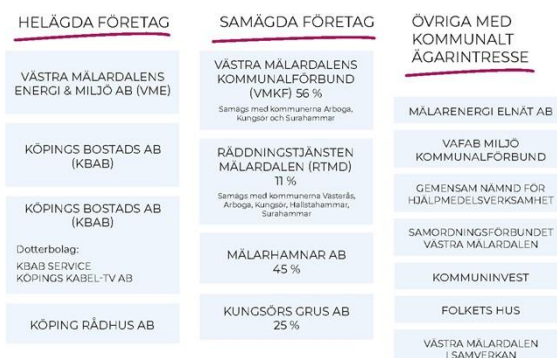 HELÄGDA FÖRETAG
VÄSTRA MÄLARDALENS
ENERGI & MILJÖ AB (VME)
KÖPINGS BOSTADS AB
(KBAB)
KÖPINGS BOSTADS AB
(KBAB)
Dotterbolag:
KBAB SERVICE
KÖPINGS KABEL-TV AB
KÖPING RÅDHUS AB
SAMÄGDA FÖRETAG
VÄSTRA MÄLARDALENS
KOMMUNALFÖRBUND
(VMKF) 56 %
Samägs med kommunerna Arboga,
Kungsör och Surahammar
RÄDDNINGSTJÄNSTEN
MÄLARDALEN (RTMD)
11 %
Samägs med kommunerna Västerås,
Arboga, Kungsör, Hallstahammar,
Surahammar
MÄLARHAMNAR AB
45 %
KUNGSÖRS GRUS AB
25 %
ÖVRIGA MED
KOMMUNALT
ÄGARINTRESSE
MÄLARENERGI ELNÄT AB
VAFAB MILJÖ
KOMMUNALFÖRBUND
GEMENSAM NÄMND FÖR
HJÄLPMEDELSVERKSAMHET
SAMORDNINGSFÖRBUNDET
VÄSTRA MÄLARDALEN
KOMMUNINVEST
FOLKETS HUS
VÄSTRA MÄLARDALEN
I SAMVERKAN